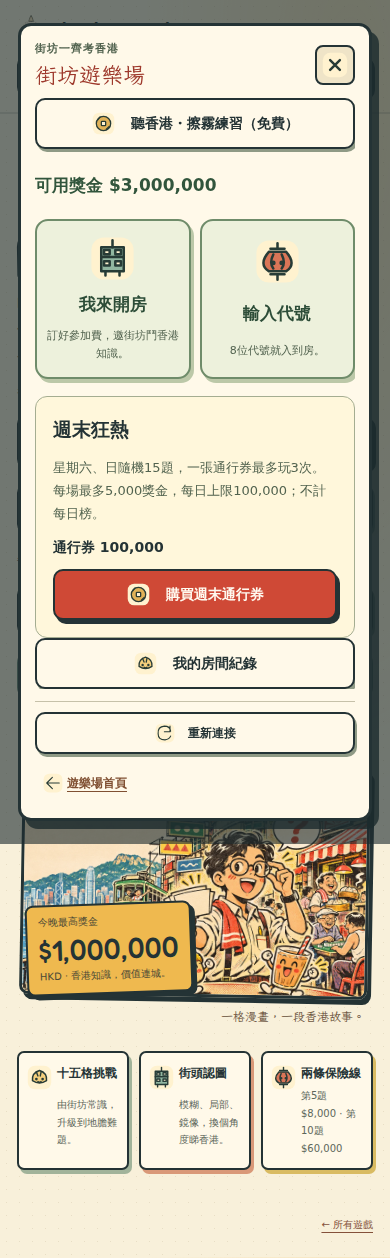 街坊一齊考香港
街坊遊樂場
聽香港・擦霧練習（免費）
可用獎金 $3,000,000
我來開房
訂好參加費，邀街坊鬥香港
知識。
輸入代號
8位代號就入到房。
週末狂熱
星期六、日隨機15題，一張通行券最多玩3次。
每場最多5,000獎金，每日上限100,000；不計
每日榜。
通行券 100,000
購買週末通行券
我的房間紀錄
重新連接
← 遊樂場首頁
?
今晚最高獎金
$1,000,000
HKD · 香港知識，價值連城。
一格漫畫，一段香港故事。
十五格挑戰
由街坊常識，
升級到地膽難
題。
街頭認圖
模糊、局部、
鏡像，換個角
度睇香港。
兩條保險線
第5題
$8,000 · 第
10題
$60,000
← 所有遊戲